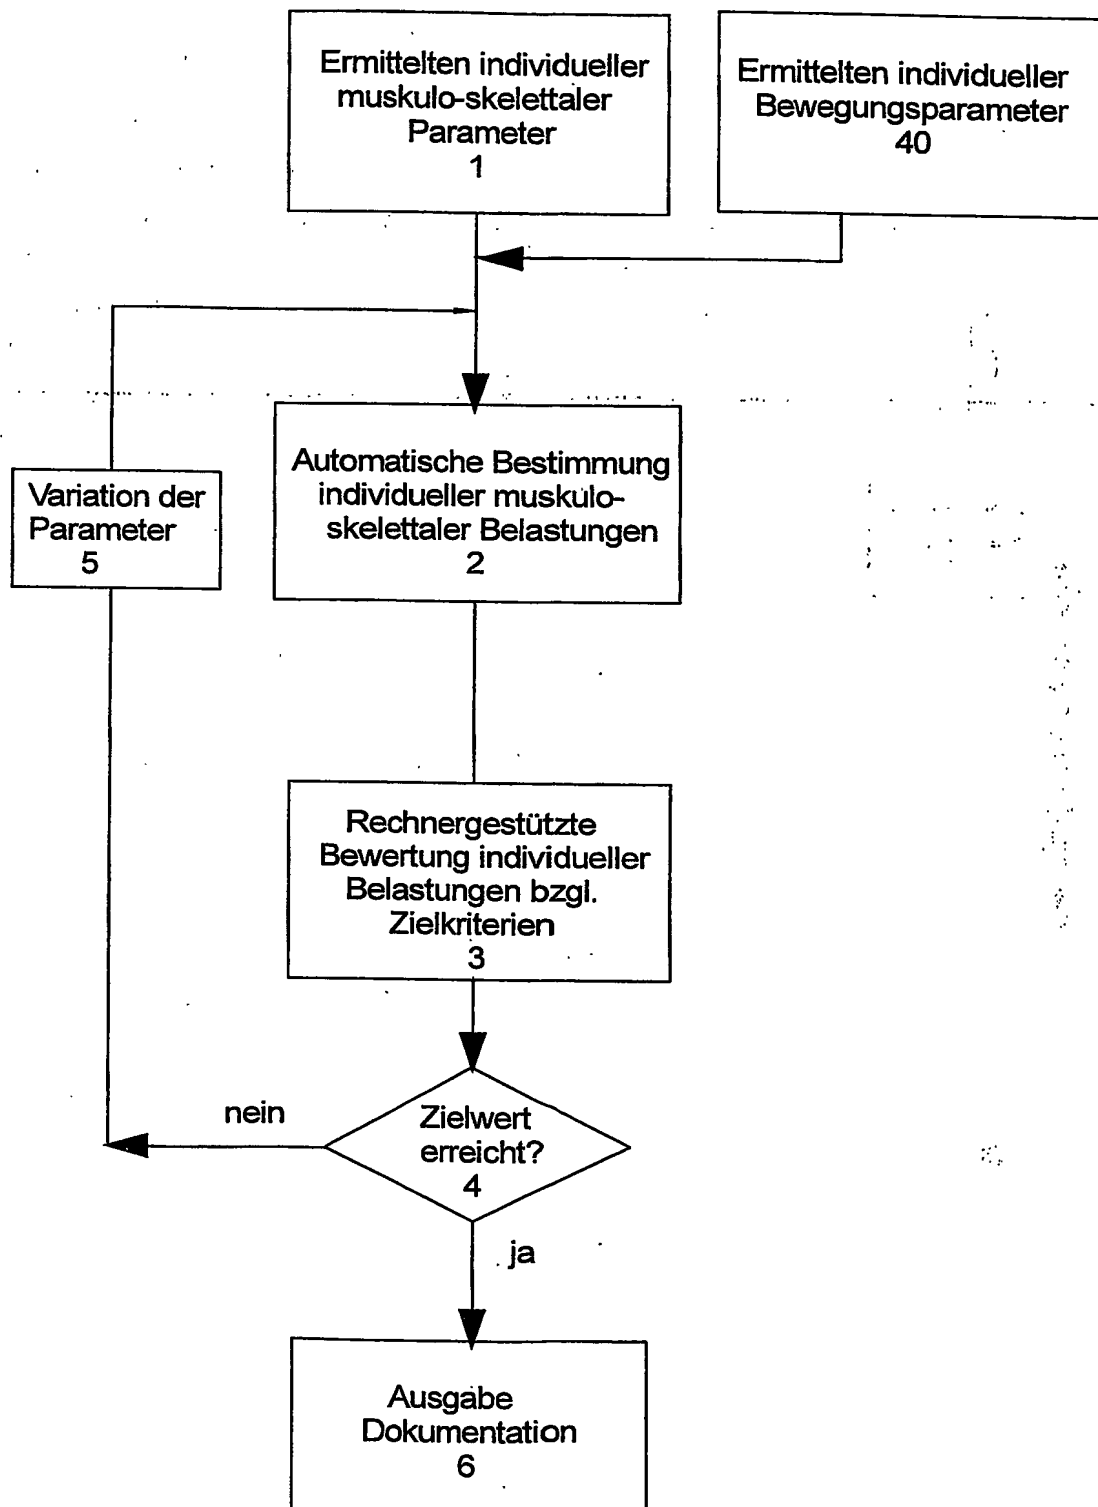 Ermittelten individueller
muskulo-skelettaler
Parameter
1
Ermittelten individueller
Bewegungsparameter
40
Variation der
Parameter
5
Automatische Bestimmung
individueller muskulo-
skelettaler Belastungen
2
Rechnergestützte
Bewertung individueller
Belastungen bzgl.
Zielkriterien
3
Zielwert
erreicht?
4
nein
ja
Ausgabe
Dokumentation
6